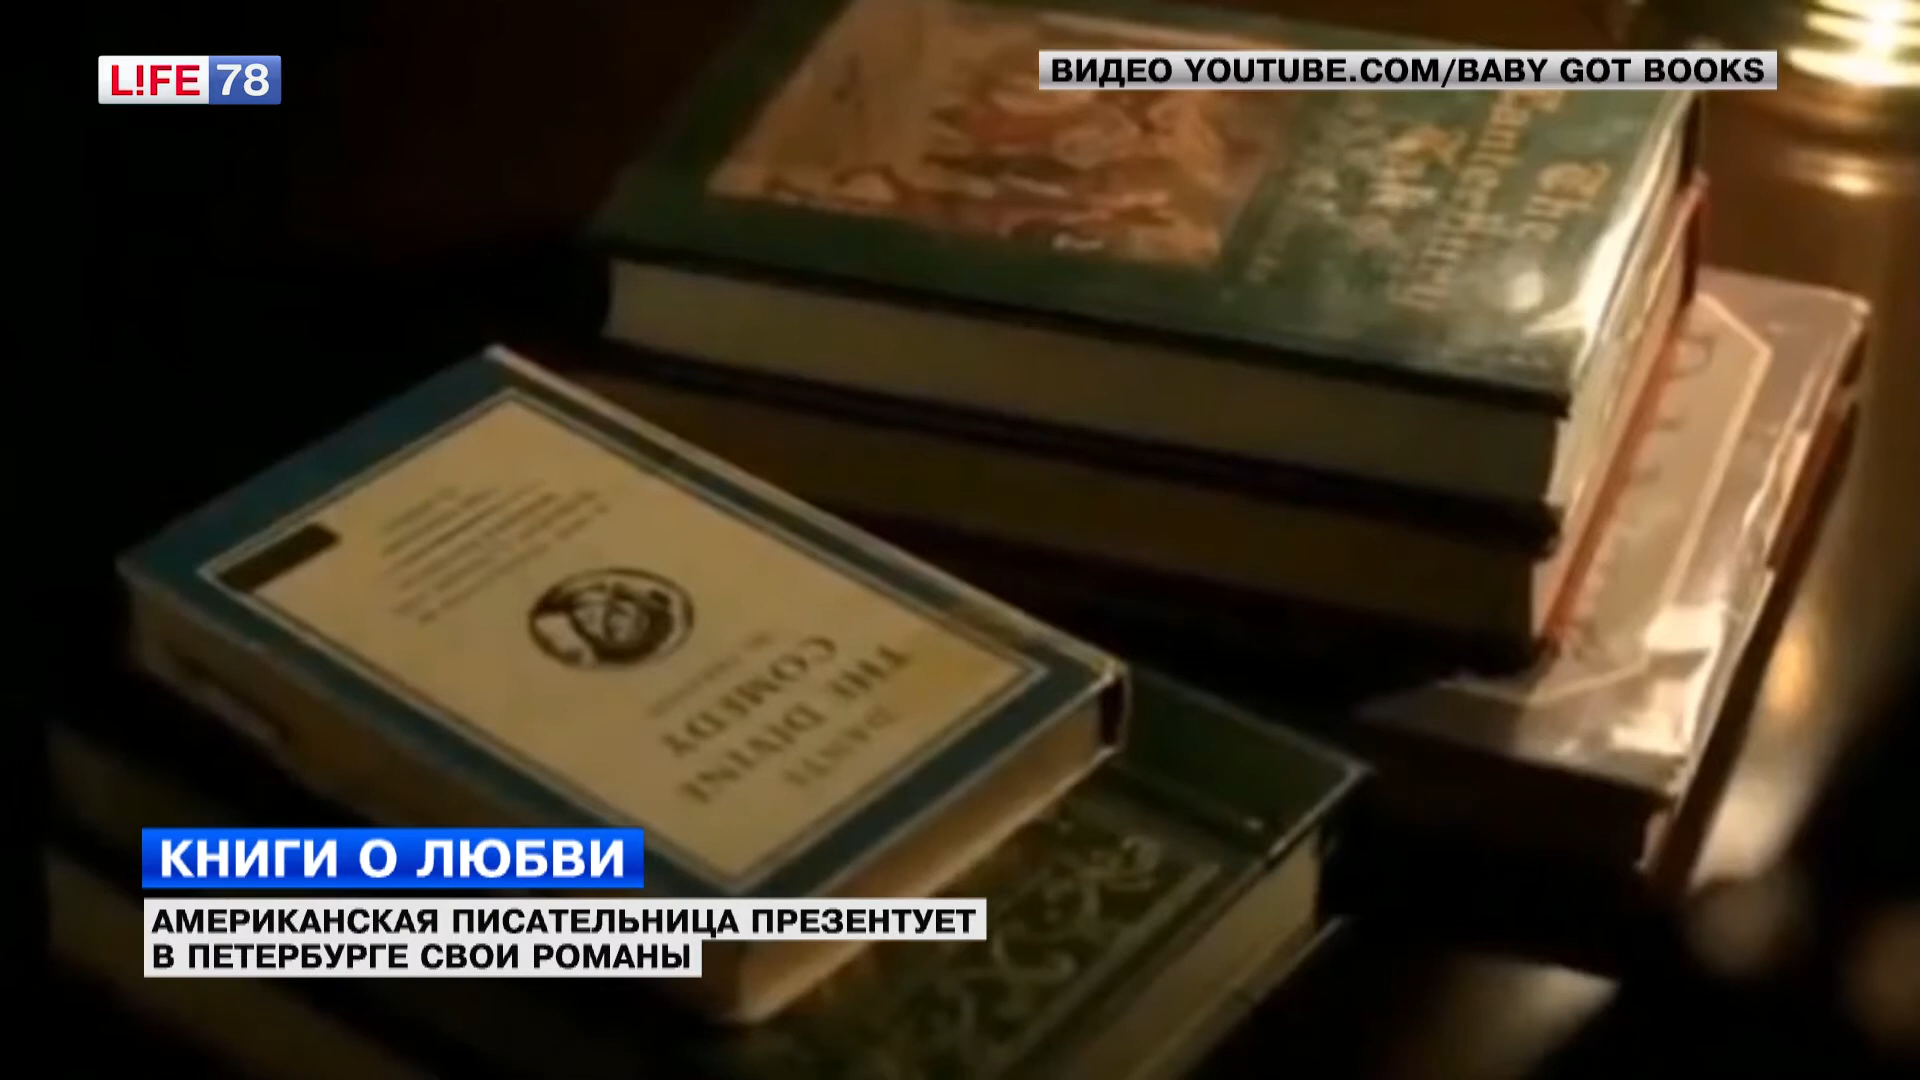 L!FE 78
ВИДЕО YOUTUBE.COM/BABY GOT BOOKS
The
Canterbury
Tales
DANTE
THE DIVINE
COMEDY
КНИГИ О ЛЮБВИ
АМЕРИКАНСКАЯ ПИСАТЕЛЬНИЦА ПРЕЗЕНТУЕТ
В ПЕТЕРБУРГЕ СВОИ РОМАНЫ